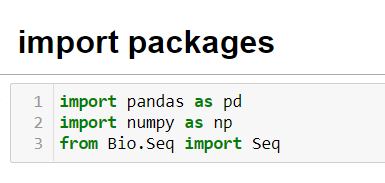 import packages
1 import pandas as pd
2 import numpy as np
3 from Bio.Seq import Seq